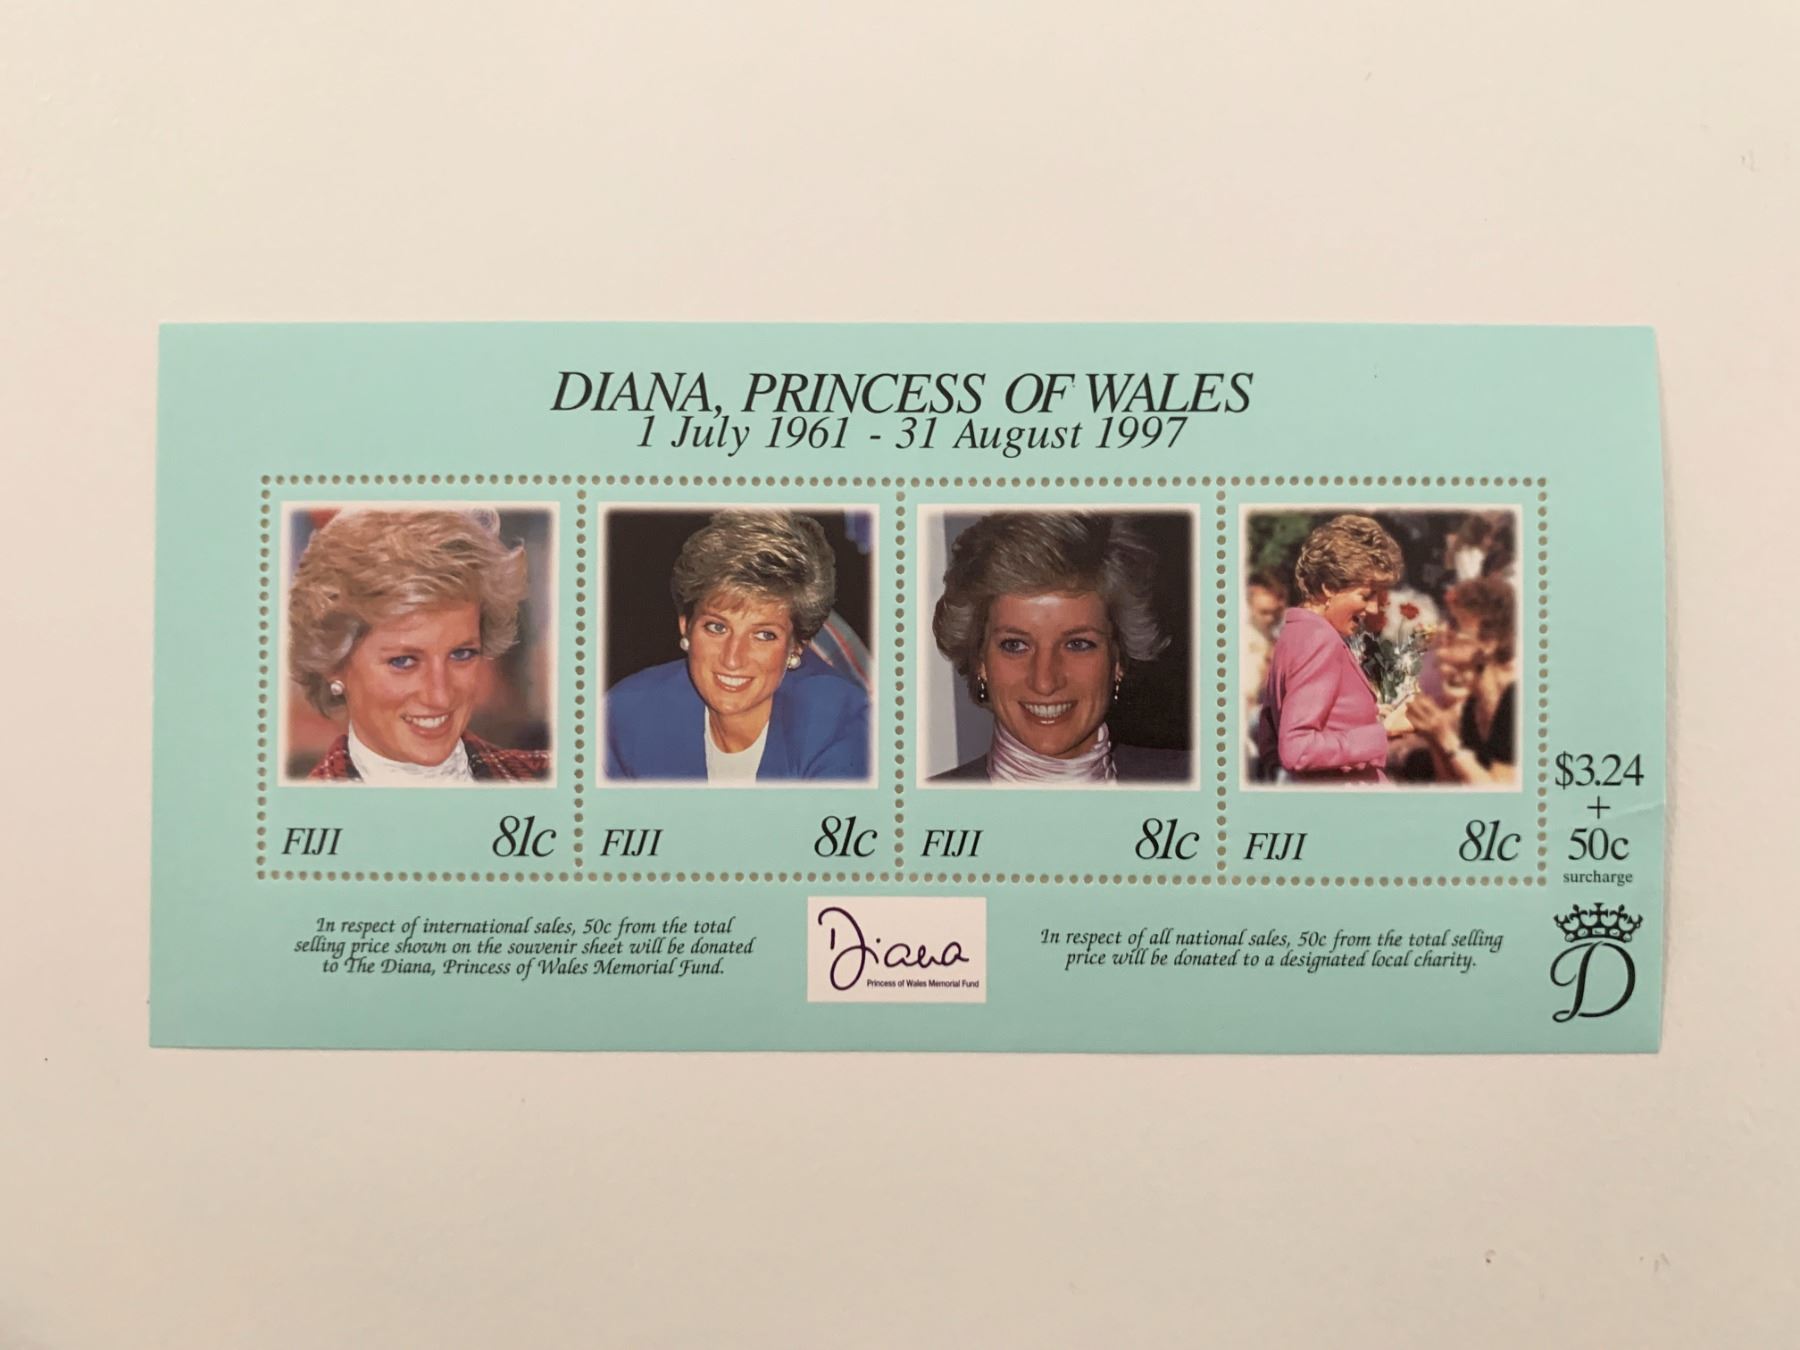 DIANA, PRINCESS OF WALES
1 July 1961 - 31 August 1997
FIJI 81c
FIJI 81c
FIJI 81c
FIJI 81c
$3.24
+
50c
surcharge
In respect of international sales, 50c from the total
selling price shown on the souvenir sheet will be donated
to The Diana, Princess of Wales Memorial Fund.
Diana
Princess of Wales Memorial Fund
In respect of all national sales, 50c from the total selling
price will be donated to a designated local charity.
D